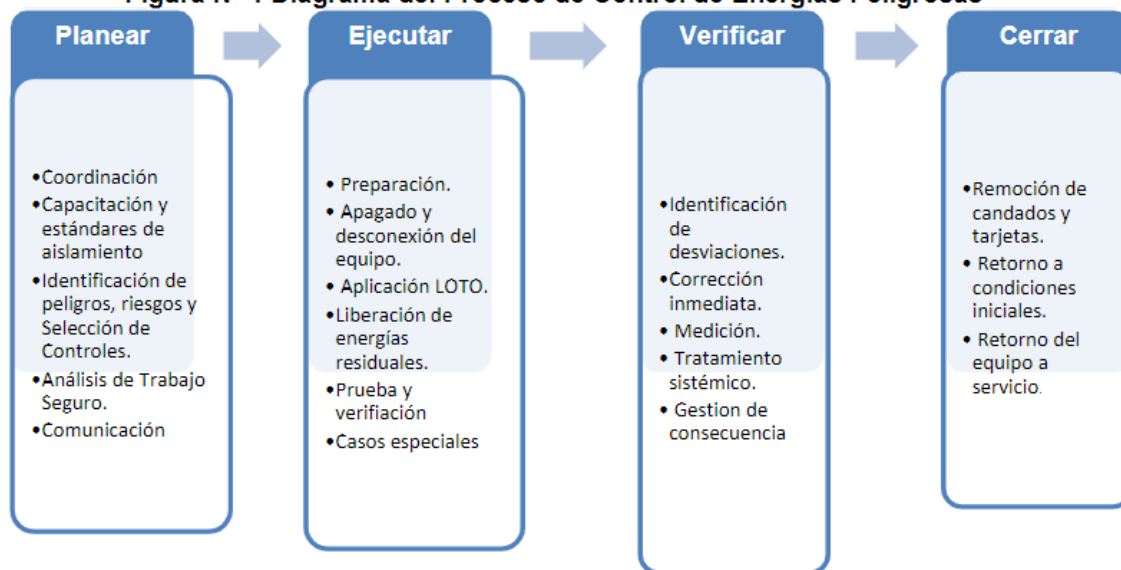 Planear
•Coordinación
•Capacitación y
estándares de
aislamiento
•Identificación de
peligros, riesgos y
Selección de
Controles.
•Análisis de Trabajo
Seguro.
•Comunicación
Ejecutar
• Preparación.
• Apagado y
desconexión del
equipo.
• Aplicación LOTO.
•Liberación de
energías
residuales.
•Prueba y
verifiación
•Casos especiales
Verificar
•Identificación
de
desviaciones.
•Corrección
inmediata.
• Medición.
• Tratamiento
sistémico.
• Gestion de
consecuencia
Cerrar
•Remoción de
candados y
tarjetas.
• Retorno a
condiciones
iniciales.
• Retorno del
equipo a
servicio.